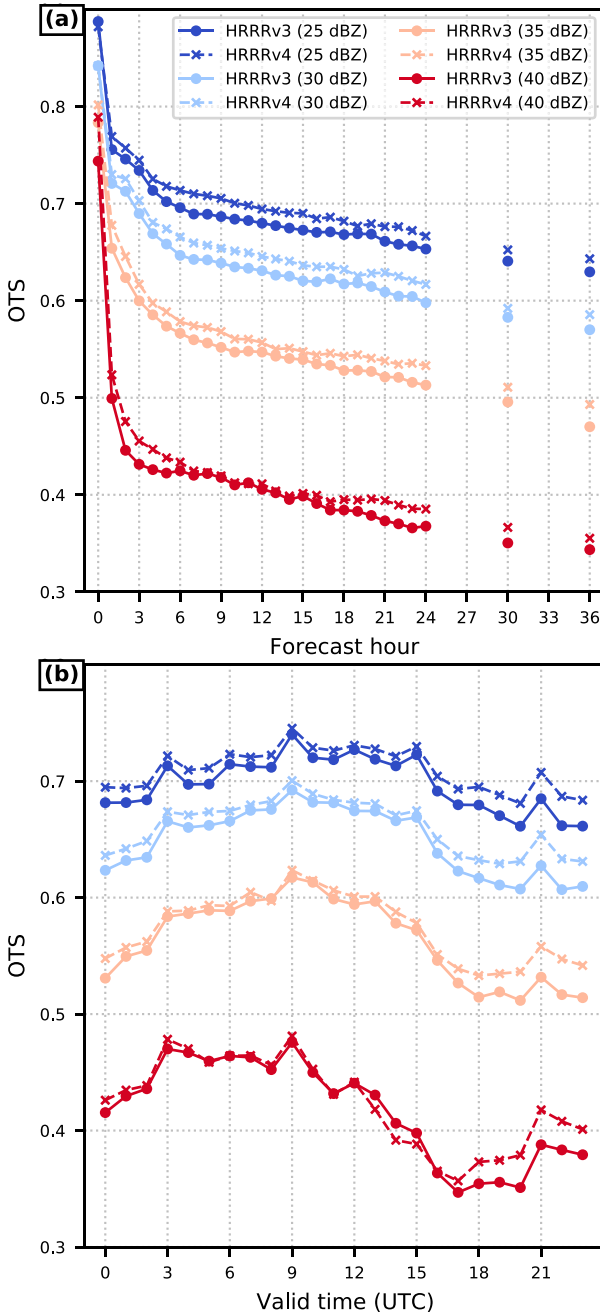 (a)
HRRRv3 (25 dBZ) HRRRv3 (35 dBZ)
HRRRv4 (25 dBZ) HRRRv4 (35 dBZ)
HRRRv3 (30 dBZ) HRRRv3 (40 dBZ)
HRRRv4 (30 dBZ) HRRRv4 (40 dBZ)
0.8
0.7
0.6
0.5
0.4
0.3
OTS
0 3 6 9 12 15 18 21 24 27 30 33 36
Forecast hour
(b)
0.7
0.6
0.5
0.4
0.3
OTS
0 3 6 9 12 15 18 21
Valid time (UTC)